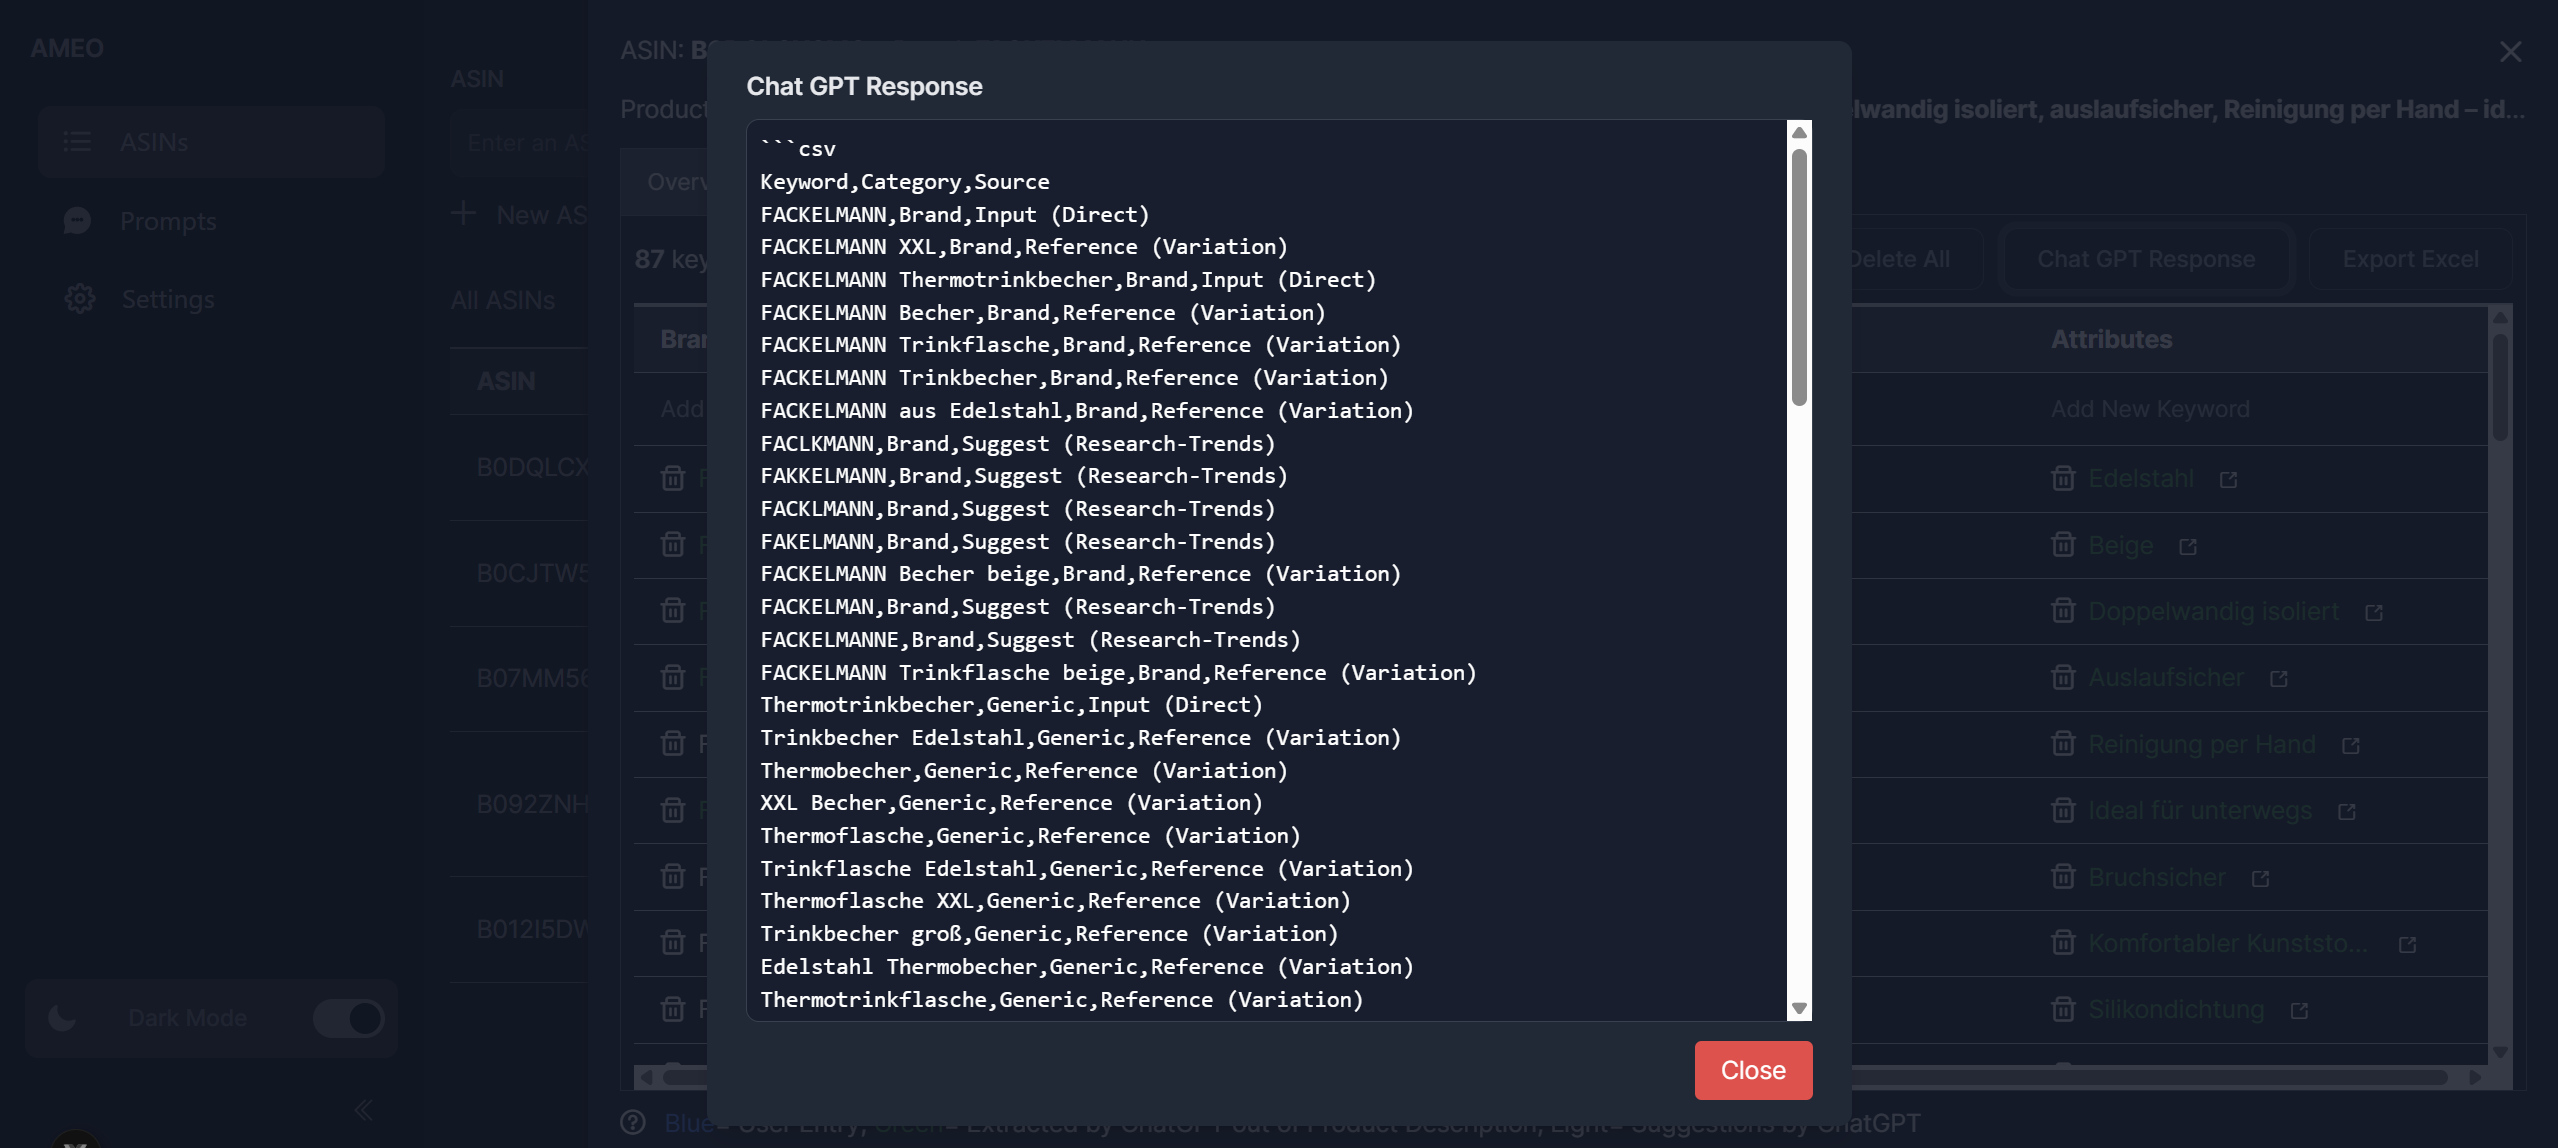 AMEO
ASINs
Prompts
Settings
Dark Mode
ASIN
Enter an AS
New AS
All ASINs
ASIN
B0DQLCX
B0CJTW5
B07MM56
B092ZNH
B012I5DW
ASIN:
Product
lwandig isoliert, auslaufsicher, Reinigung per Hand – id...
Overv
87 key
Delete All
Chat GPT Response
Export Excel
Bran
Attributes
Add
Add New Keyword
Edelstahl
Beige
Doppelwandig isoliert
Auslaufsicher
Reinigung per Hand
Ideal für unterwegs
Bruchsicher
Komfortabler Kunststo...
Silikondichtung
Chat GPT Response
```csv
Keyword,Category,Source
FACKELMANN,Brand,Input (Direct)
FACKELMANN XXL,Brand,Reference (Variation)
FACKELMANN Thermotrinkbecher,Brand,Input (Direct)
FACKELMANN Becher,Brand,Reference (Variation)
FACKELMANN Trinkflasche,Brand,Reference (Variation)
FACKELMANN Trinkbecher,Brand,Reference (Variation)
FACKELMANN aus Edelstahl,Brand,Reference (Variation)
FACLKMANN,Brand,Suggest (Research-Trends)
FAKKELMANN,Brand,Suggest (Research-Trends)
FACKLMANN,Brand,Suggest (Research-Trends)
FAKELMANN,Brand,Suggest (Research-Trends)
FACKELMANN Becher beige,Brand,Reference (Variation)
FACKELMAN,Brand,Suggest (Research-Trends)
FACKELMANNE,Brand,Suggest (Research-Trends)
FACKELMANN Trinkflasche beige,Brand,Reference (Variation)
Thermotrinkbecher,Generic,Input (Direct)
Trinkbecher Edelstahl,Generic,Reference (Variation)
Thermobecher,Generic,Reference (Variation)
XXL Becher,Generic,Reference (Variation)
Thermoflasche,Generic,Reference (Variation)
Trinkflasche Edelstahl,Generic,Reference (Variation)
Thermoflasche XXL,Generic,Reference (Variation)
Trinkbecher groß,Generic,Reference (Variation)
Edelstahl Thermobecher,Generic,Reference (Variation)
Thermotrinkflasche,Generic,Reference (Variation)
Close
Blue= User Entry, Green= Extracted by ChatGPT out of Product Description, Light= Suggestions by ChatGPT